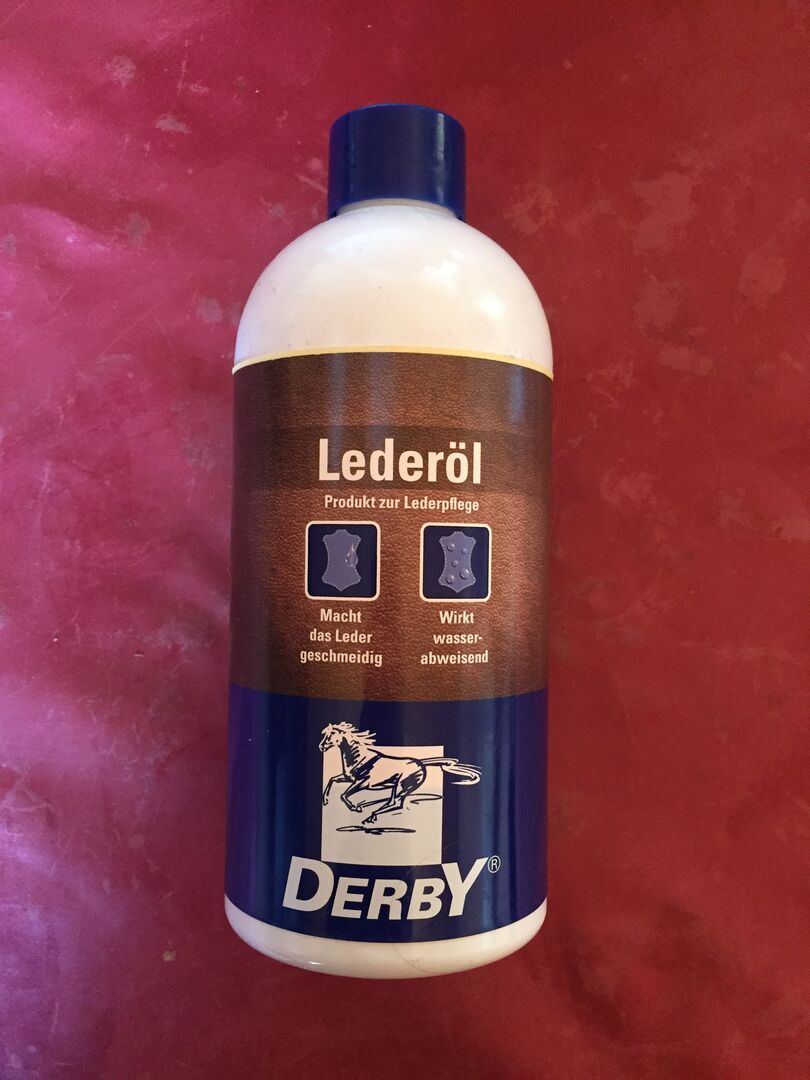 Lederöl
Produkt zur Lederpflege
Macht
das Leder
geschmeidig
Wirkt
wasser-
abweisend
DERBY®